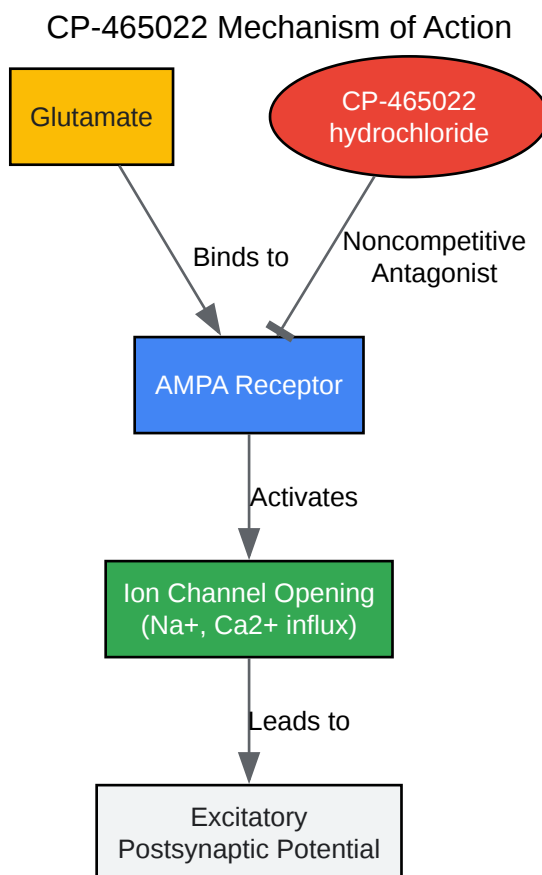 CP-465022 Mechanism of Action
Glutamate
CP-465022
hydrochloride
Binds to
Noncompetitive
Antagonist
AMPA Receptor
Activates
Ion Channel Opening
(Na+, Ca2+ influx)
Leads to
Excitatory
Postsynaptic Potential